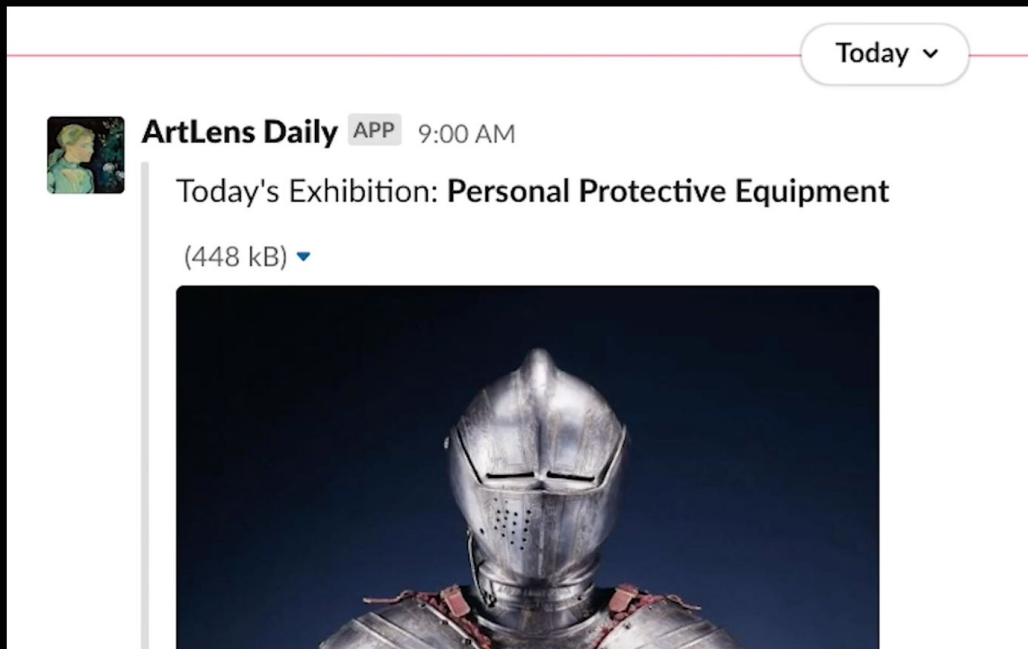 Today
ArtLens Daily APP 9:00 AM
Today's Exhibition: Personal Protective Equipment
(448 kB)